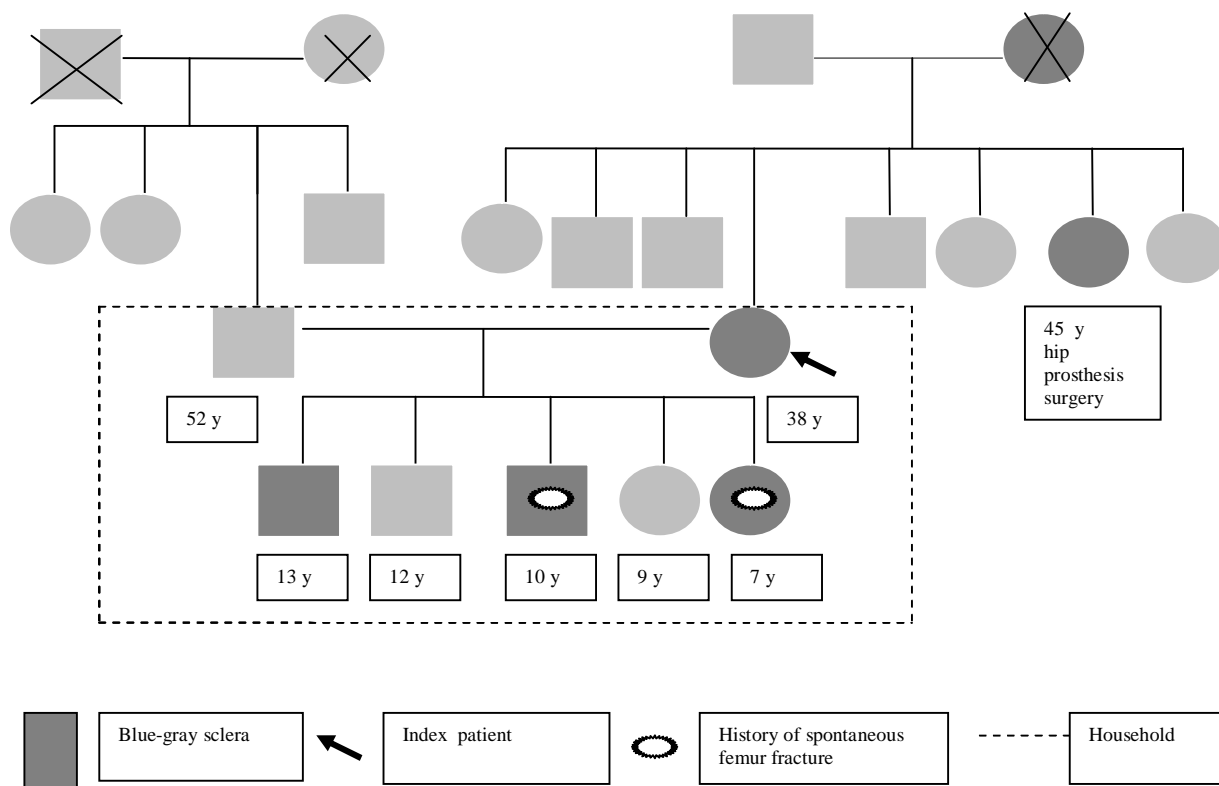 45 y
hip
prosthesis
surgery
52 y
38 y
13 y
12 y
10 y
9 y
7 y
Blue-gray sclera
Index patient
History of spontaneous
femur fracture
Household